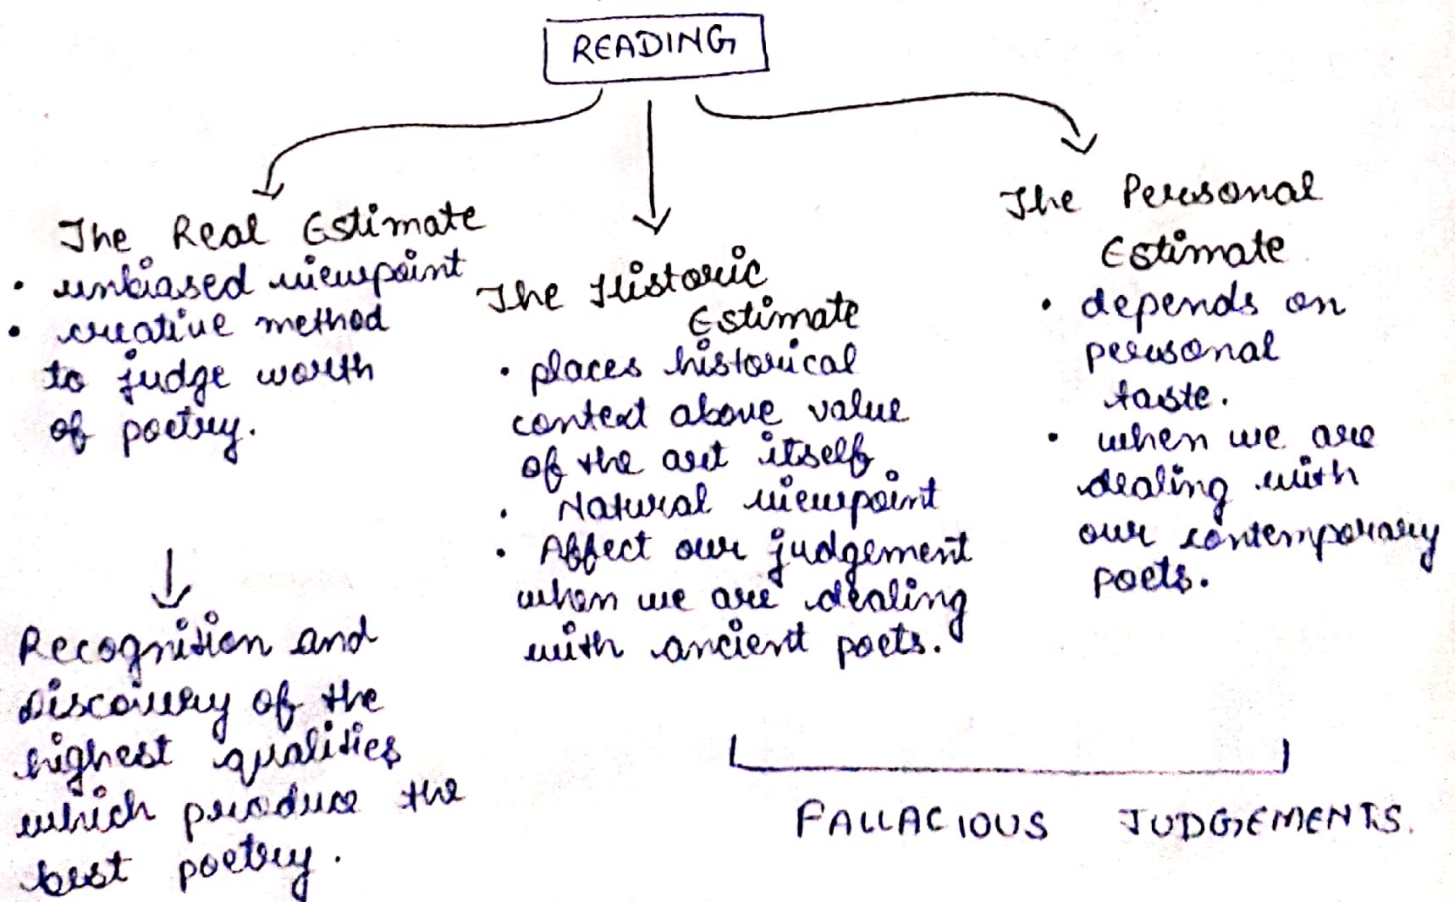 READING
The Real Estimate
• unbiased viewpoint
• creative method
to judge worth
of poetry.
Recognition and
Discovery of the
highest qualities
which produce the
best poetry.
The Historic
Estimate
• places historical
context above value
of the art itself
• Natural viewpoint
• Affect our judgement
when we are dealing
with ancient poets.
The Personal
Estimate
• depends on
personal
taste.
• when we are
dealing with
our contemporary
poets.
FALLACIOUS JUDGEMENTS.